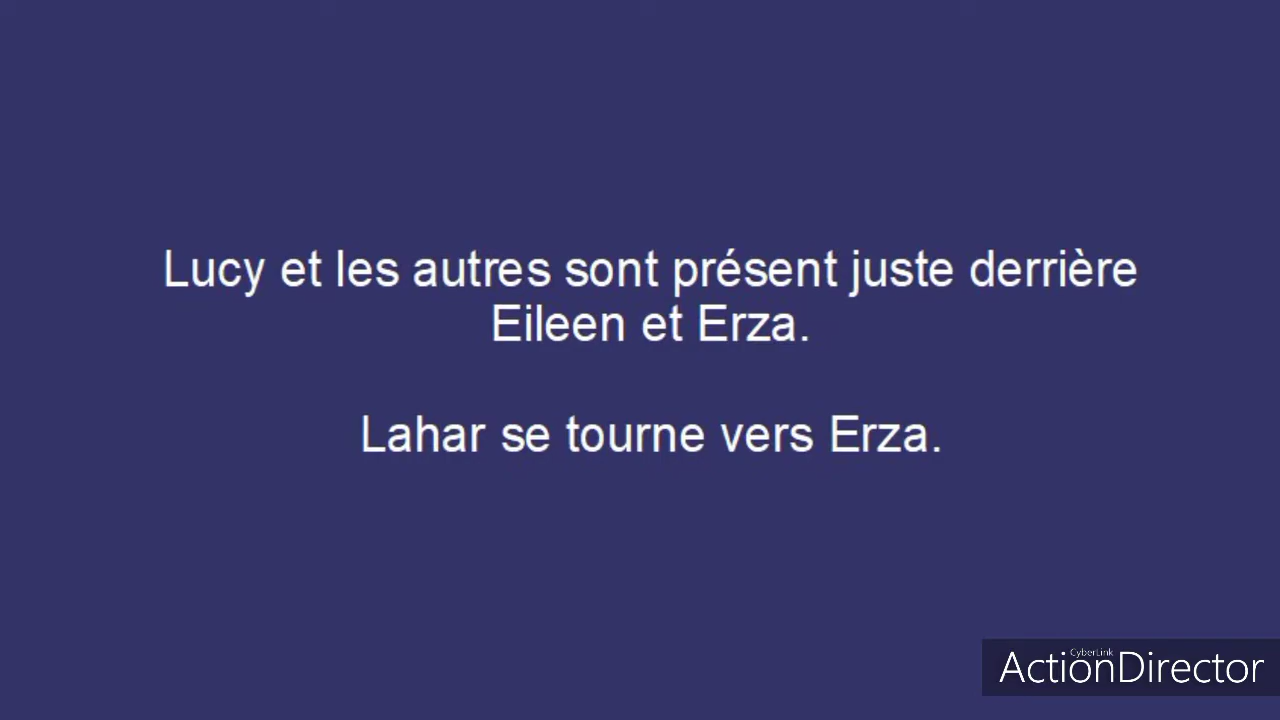 Lucy et les autres sont présent juste derrière
Eileen et Erza.
Lahar se tourne vers Erza.
CyberLink
ActionDirector